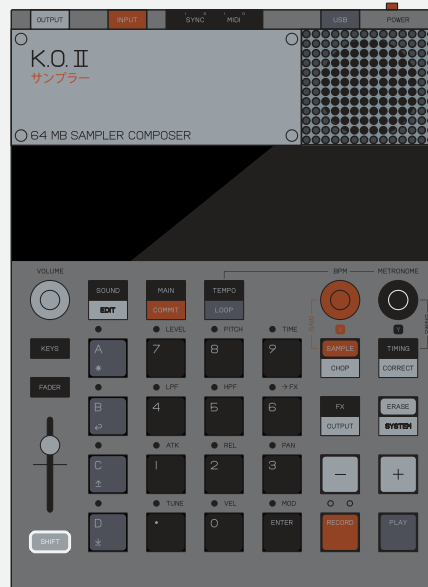 OUTPUT INPUT SYNC MIDI USB POWER
K.O. II
サンプラー
64 MB SAMPLER COMPOSER
VOLUME BPM METRONOME
SOUND MAIN TEMPO
EDIT COMMIT LOOP
X Y
LEVEL PITCH TIME
KEYS A 7 8 9 SAMPLE TIMING
CHOP CORRECT
FADER LPF HPF →FX
B 4 5 6 FX ERASE
OUTPUT SYSTEM
ATK REL PAN
C 1 2 3 − +
TUNE VEL MOD
SHIFT D • 0 ENTER RECORD PLAY